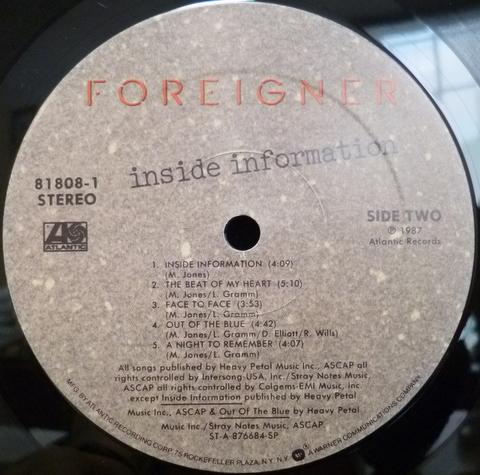 FOREIGNER
inside information
81808-1
STEREO
SIDE TWO
℗ 1987
Atlantic Records
ATLANTIC
1. INSIDE INFORMATION (4:09)
(M. Jones)
2. THE BEAT OF MY HEART (5:10)
(M. Jones/L. Gramm)
3. FACE TO FACE (3:53)
(M. Jones/L. Gramm)
4. OUT OF THE BLUE (4:42)
(M. Jones/L. Gramm/D. Elliott/R. Wills)
5. A NIGHT TO REMEMBER (4:07)
(M. Jones/L. Gramm)
All songs published by Heavy Petal Music Inc., ASCAP all
rights controlled by Intersong-USA, Inc./Stray Notes Music,
ASCAP all rights controlled by Colgems-EMI Music, Inc.
except Inside Information published by Heavy Petal
Music Inc., ASCAP & Out Of The Blue by Heavy Petal
Music Inc./Stray Notes Music, ASCAP
ST-A-876684-SP
MFG. BY ATLANTIC RECORDING CORP. 75 ROCKEFELLER PLAZA, N.Y. N.Y. A WARNER COMMUNICATIONS COMPANY